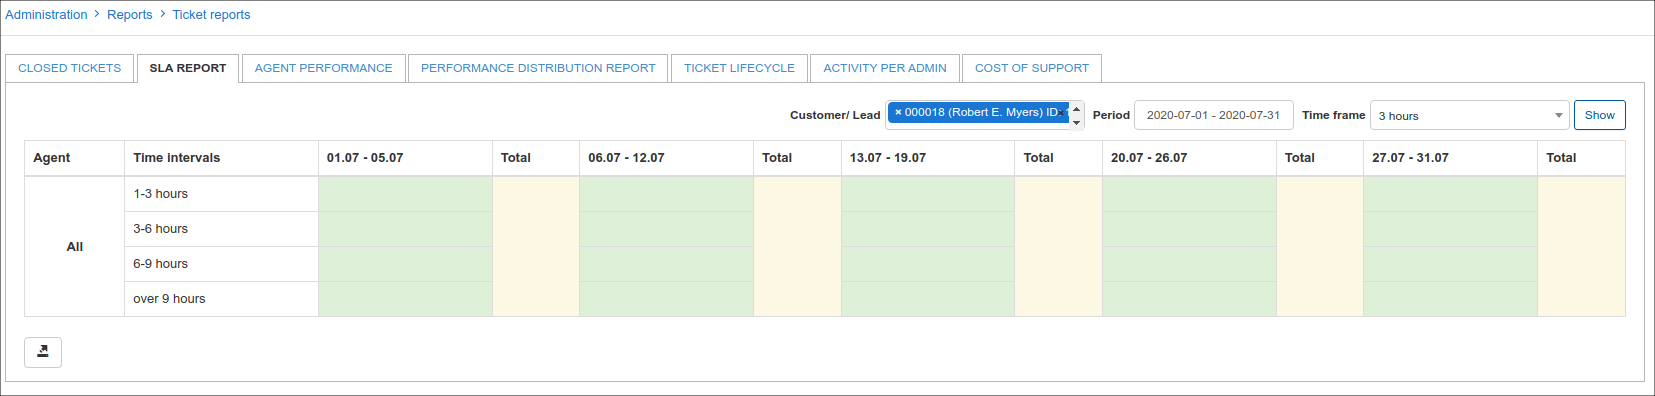 Administration > Reports > Ticket reports
CLOSED TICKETS SLA REPORT AGENT PERFORMANCE PERFORMANCE DISTRIBUTION REPORT TICKET LIFECYCLE ACTIVITY PER ADMIN COST OF SUPPORT
Customer/ Lead × 000018 (Robert E. Myers) ID: Period 2020-07-01 - 2020-07-31 Time frame 3 hours Show
Agent Time intervals 01.07 - 05.07 Total 06.07 - 12.07 Total 13.07 - 19.07 Total 20.07 - 26.07 Total 27.07 - 31.07 Total
1-3 hours
3-6 hours
All
6-9 hours
over 9 hours